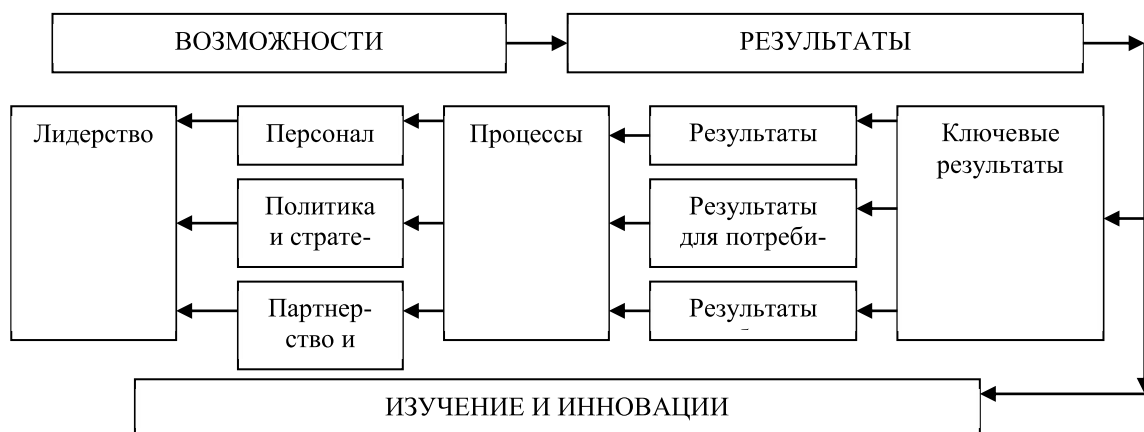 ВОЗМОЖНОСТИ
РЕЗУЛЬТАТЫ
Лидерство
Персонал
Политика
и страте-
Партнер-
ство и
Процессы
Результаты
Результаты
для потреби-
Результаты
Ключевые
результаты
ИЗУЧЕНИЕ И ИННОВАЦИИ